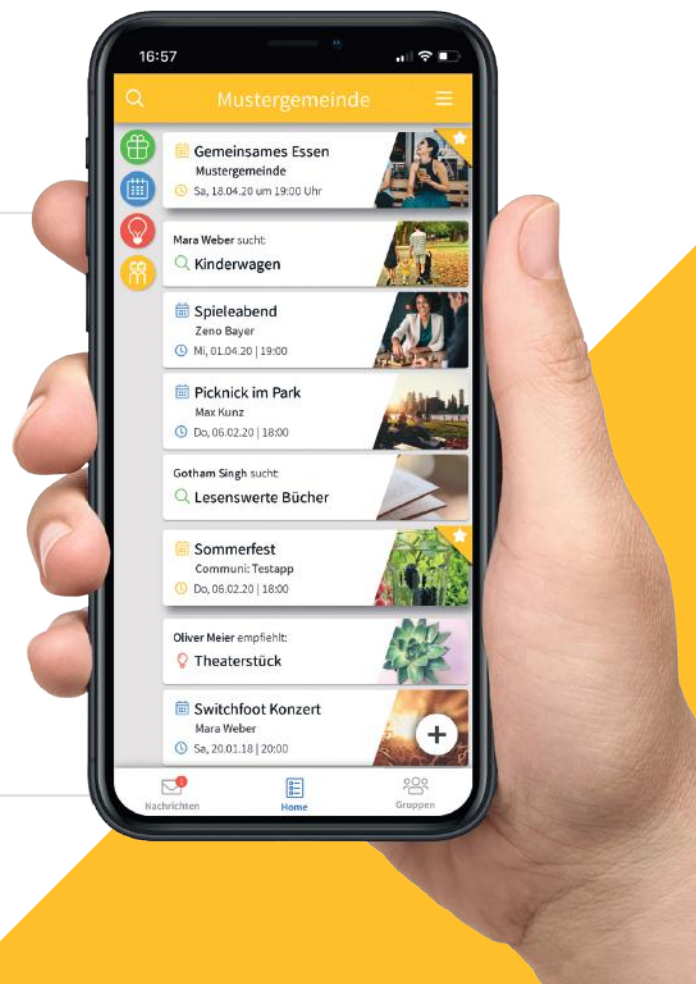 16:57
Mustergemeinde
Gemeinsames Essen
Mustergemeinde
Sa, 18.04.20 um 19:00 Uhr
Mara Weber sucht:
Kinderwagen
Spieleabend
Zeno Bayer
Mi, 01.04.20 | 19:00
Picknick im Park
Max Kunz
Do, 06.02.20 | 18:00
Gotham Singh sucht:
Lesenswerte Bücher
Sommerfest
Communi: Testapp
Do, 06.02.20 | 18:00
Oliver Meier empfiehlt:
Theaterstück
Switchfoot Konzert
Mara Weber
Sa, 20.01.18 | 20:00
+
Nachrichten
Home
Gruppen